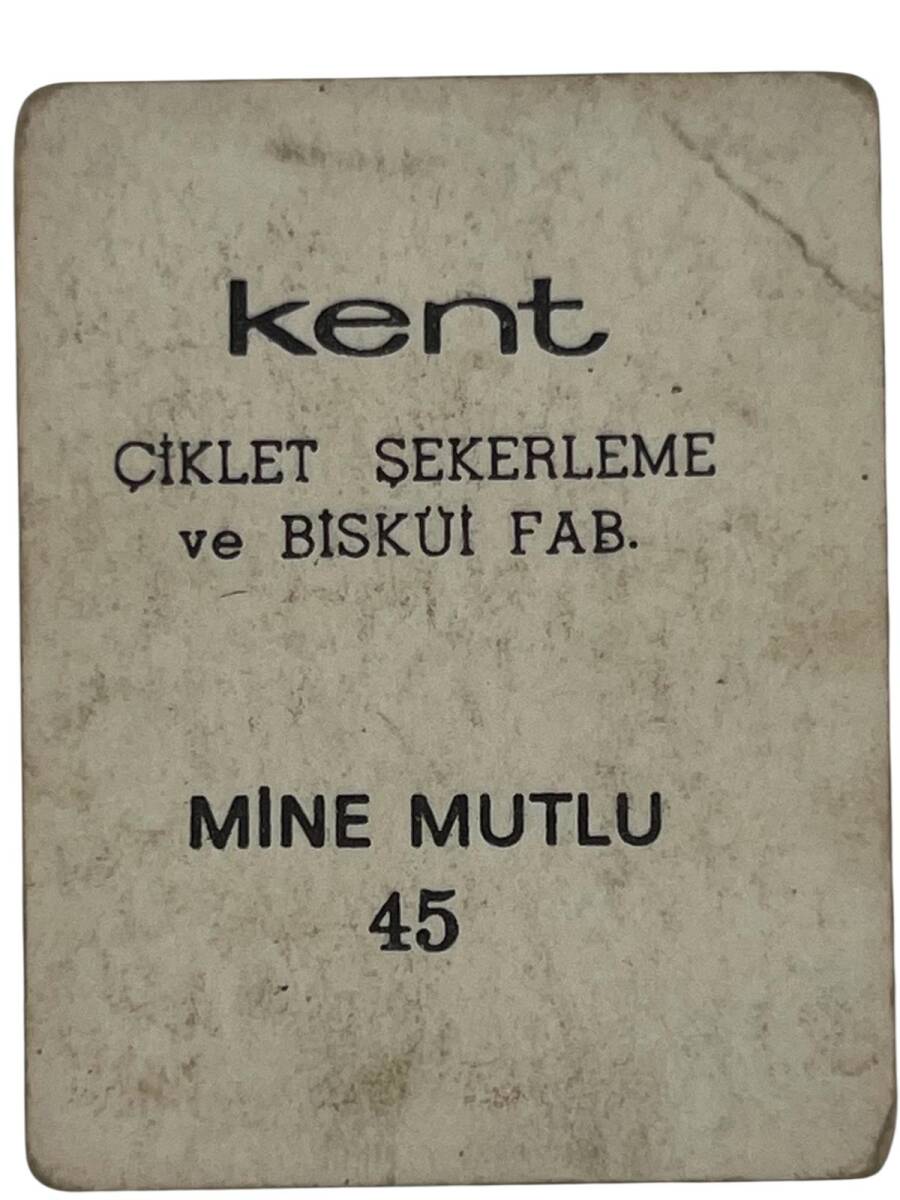 kent
ÇİKLET ŞEKERLEME
ve BİSKÜİ FAB.
MİNE MUTLU
45